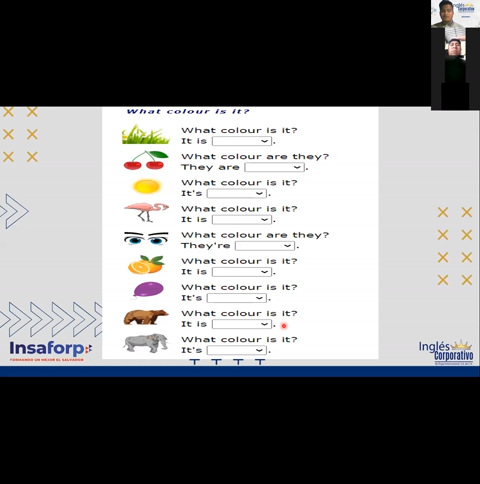 Inglés
Corporativo
What colour is it?
What colour is it?
It is .
What colour are they?
They are .
What colour is it?
It's .
What colour is it?
It is .
What colour are they?
They're .
What colour is it?
It is .
What colour is it?
It's .
What colour is it?
It is .
What colour is it?
It's .
Insaforp
FORMANDO UN MEJOR EL SALVADOR
Inglés
Corporativo